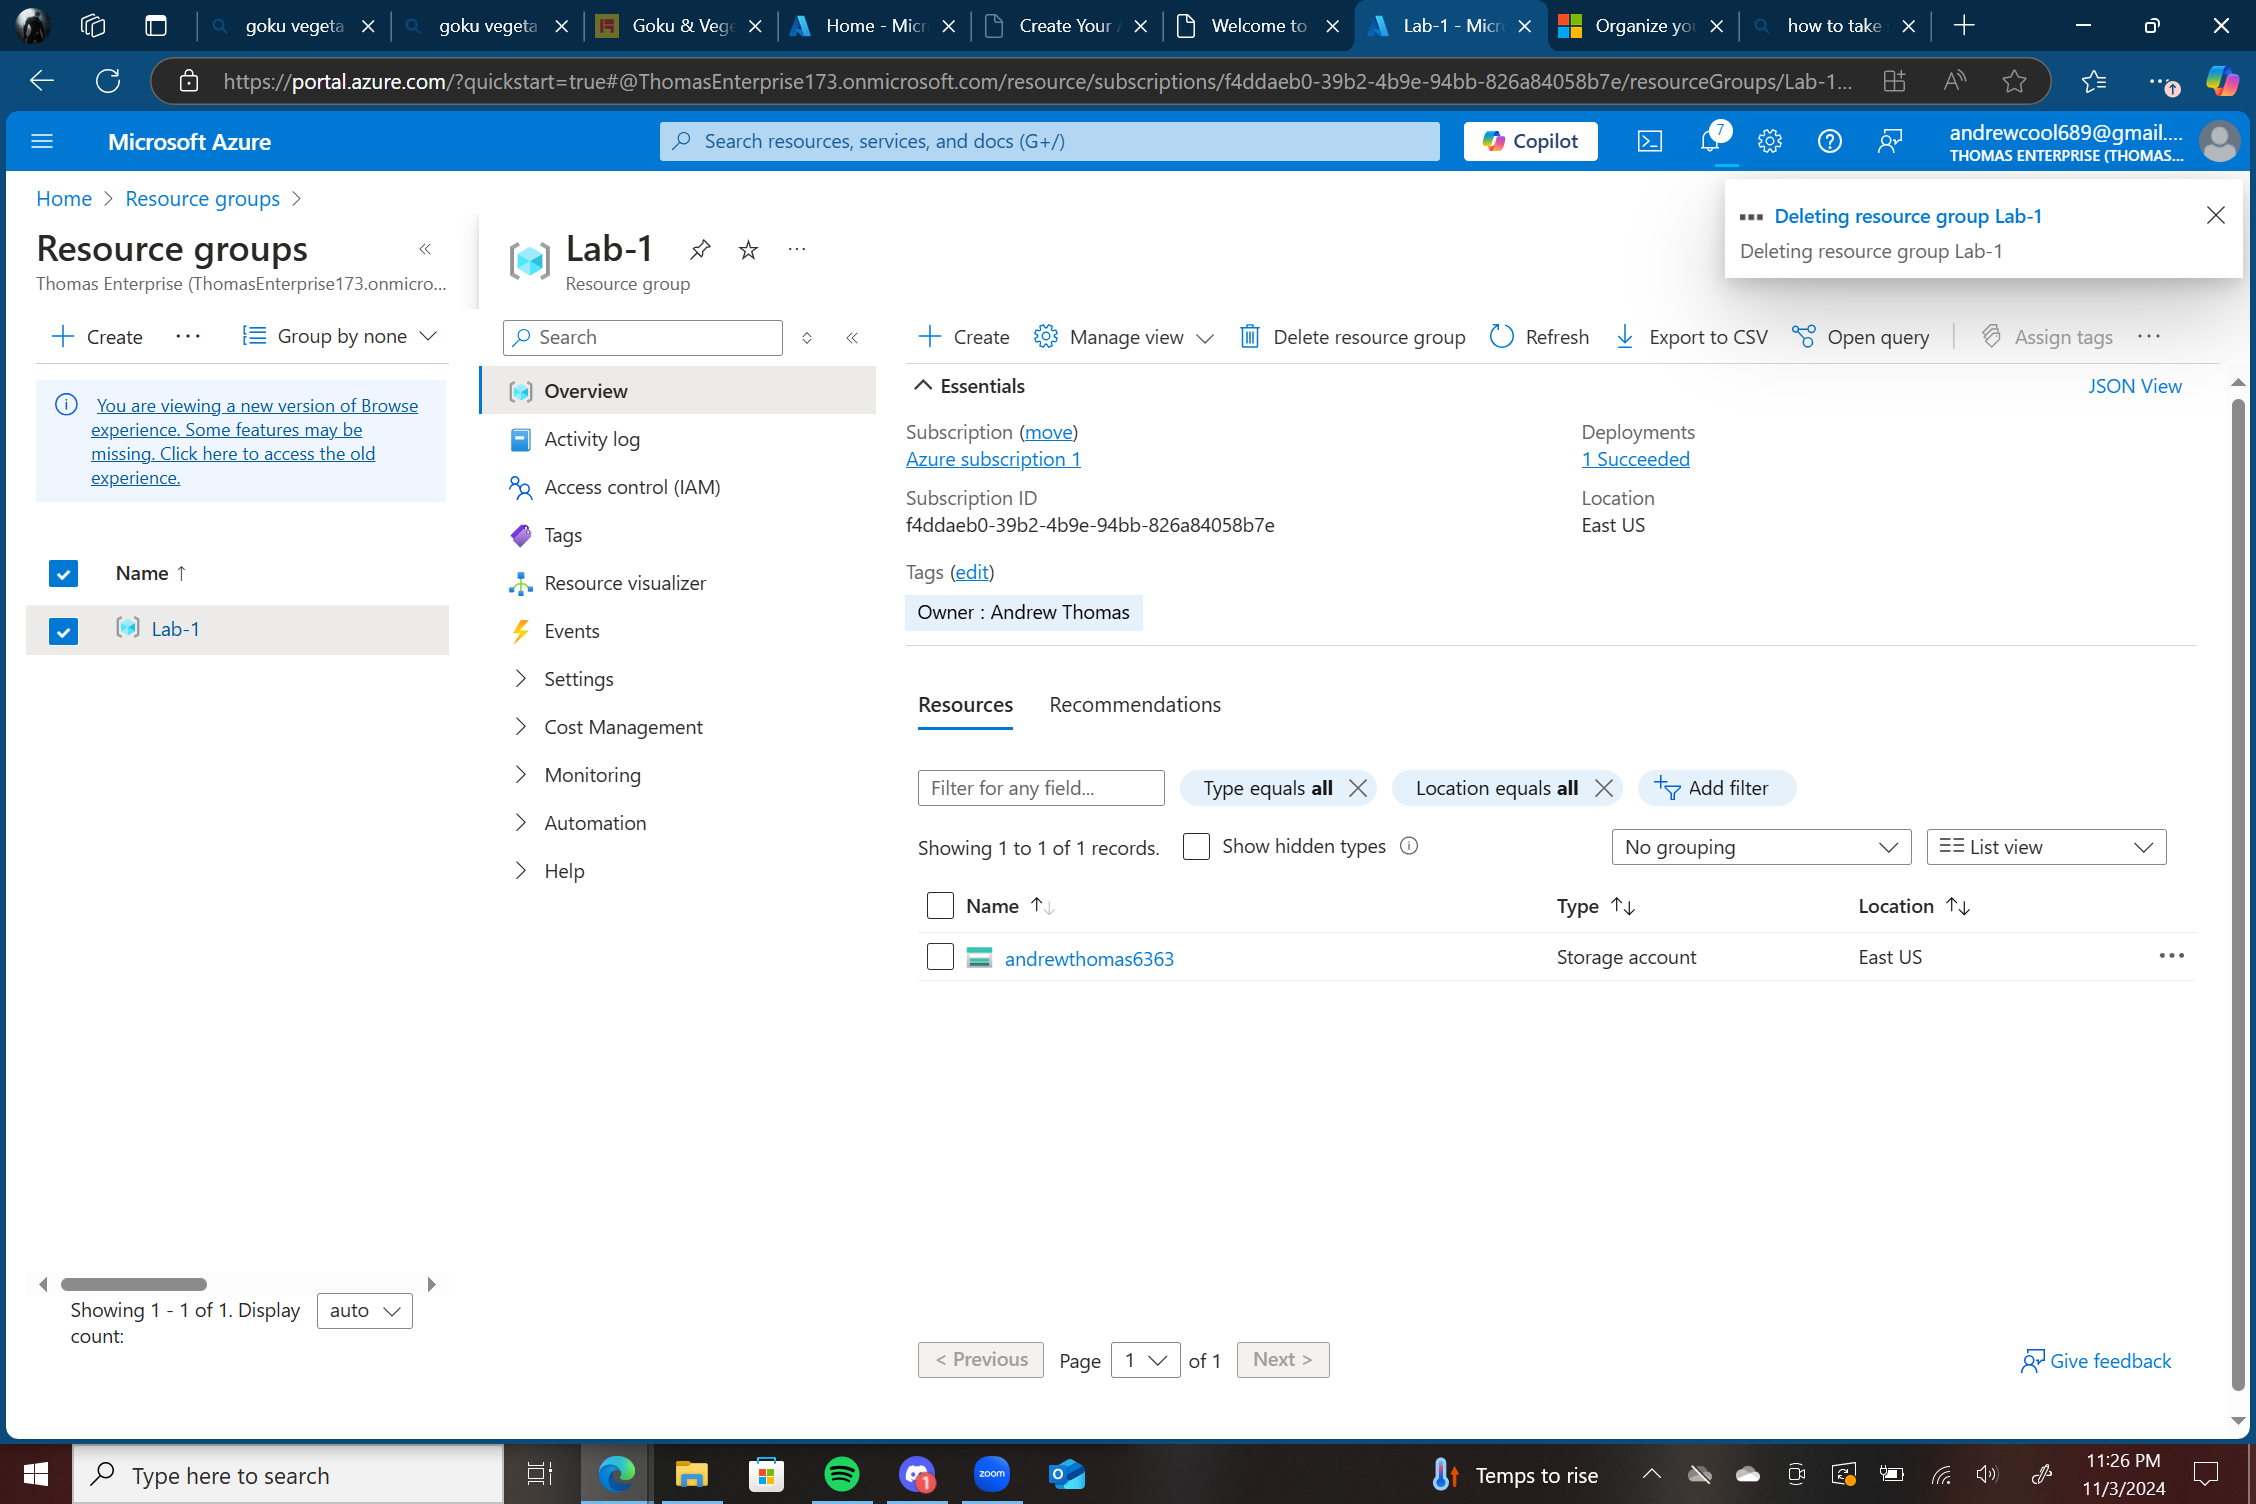 goku vegeta
goku vegeta
Goku & Vege
Home - Micr
Create Your
Welcome to
Lab-1 - Micr
Organize you
how to take
https://portal.azure.com/?quickstart=true#@ThomasEnterprise173.onmicrosoft.com/resource/subscriptions/f4ddaeb0-39b2-4b9e-94bb-826a84058b7e/resourceGroups/Lab-1...
Microsoft Azure
Search resources, services, and docs (G+/)
Copilot
7
andrewcool689@gmail....
THOMAS ENTERPRISE (THOMAS...
Home > Resource groups >
Deleting resource group Lab-1
Deleting resource group Lab-1
Resource groups
Thomas Enterprise (ThomasEnterprise173.onmicro...
Create
Group by none
You are viewing a new version of Browse
experience. Some features may be
missing. Click here to access the old
experience.
Name ↑
Lab-1
Showing 1 - 1 of 1. Display
count:
auto
Lab-1
Resource group
Search
Overview
Activity log
Access control (IAM)
Tags
Resource visualizer
Events
Settings
Cost Management
Monitoring
Automation
Help
Create
Manage view
Delete resource group
Refresh
Export to CSV
Open query
Assign tags
Essentials
JSON View
Subscription (move)
Azure subscription 1
Subscription ID
f4ddaeb0-39b2-4b9e-94bb-826a84058b7e
Deployments
1 Succeeded
Location
East US
Tags (edit)
Owner : Andrew Thomas
Resources
Recommendations
Filter for any field...
Type equals all
Location equals all
Add filter
Showing 1 to 1 of 1 records.
Show hidden types
No grouping
List view
Name
Type
Location
andrewthomas6363
Storage account
East US
< Previous
Page
1
of 1
Next >
Give feedback
Type here to search
1
zoom
Temps to rise
11:26 PM
11/3/2024